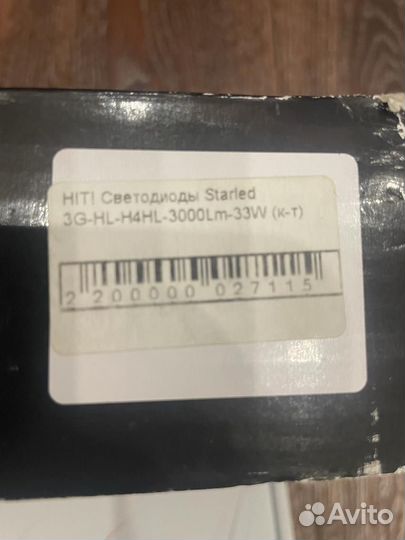 HIT! Светодиоды Starled
3G-HL-H4HL-3000Lm-33W (к-т)
2 200000 027115
Avito